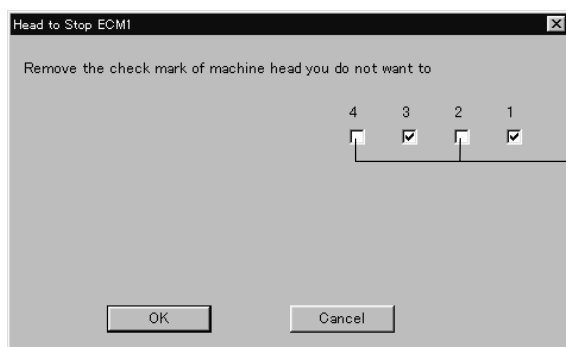 Head to Stop ECM1
Remove the check mark of machine head you do not want to
4 3 2 1
OK Cancel